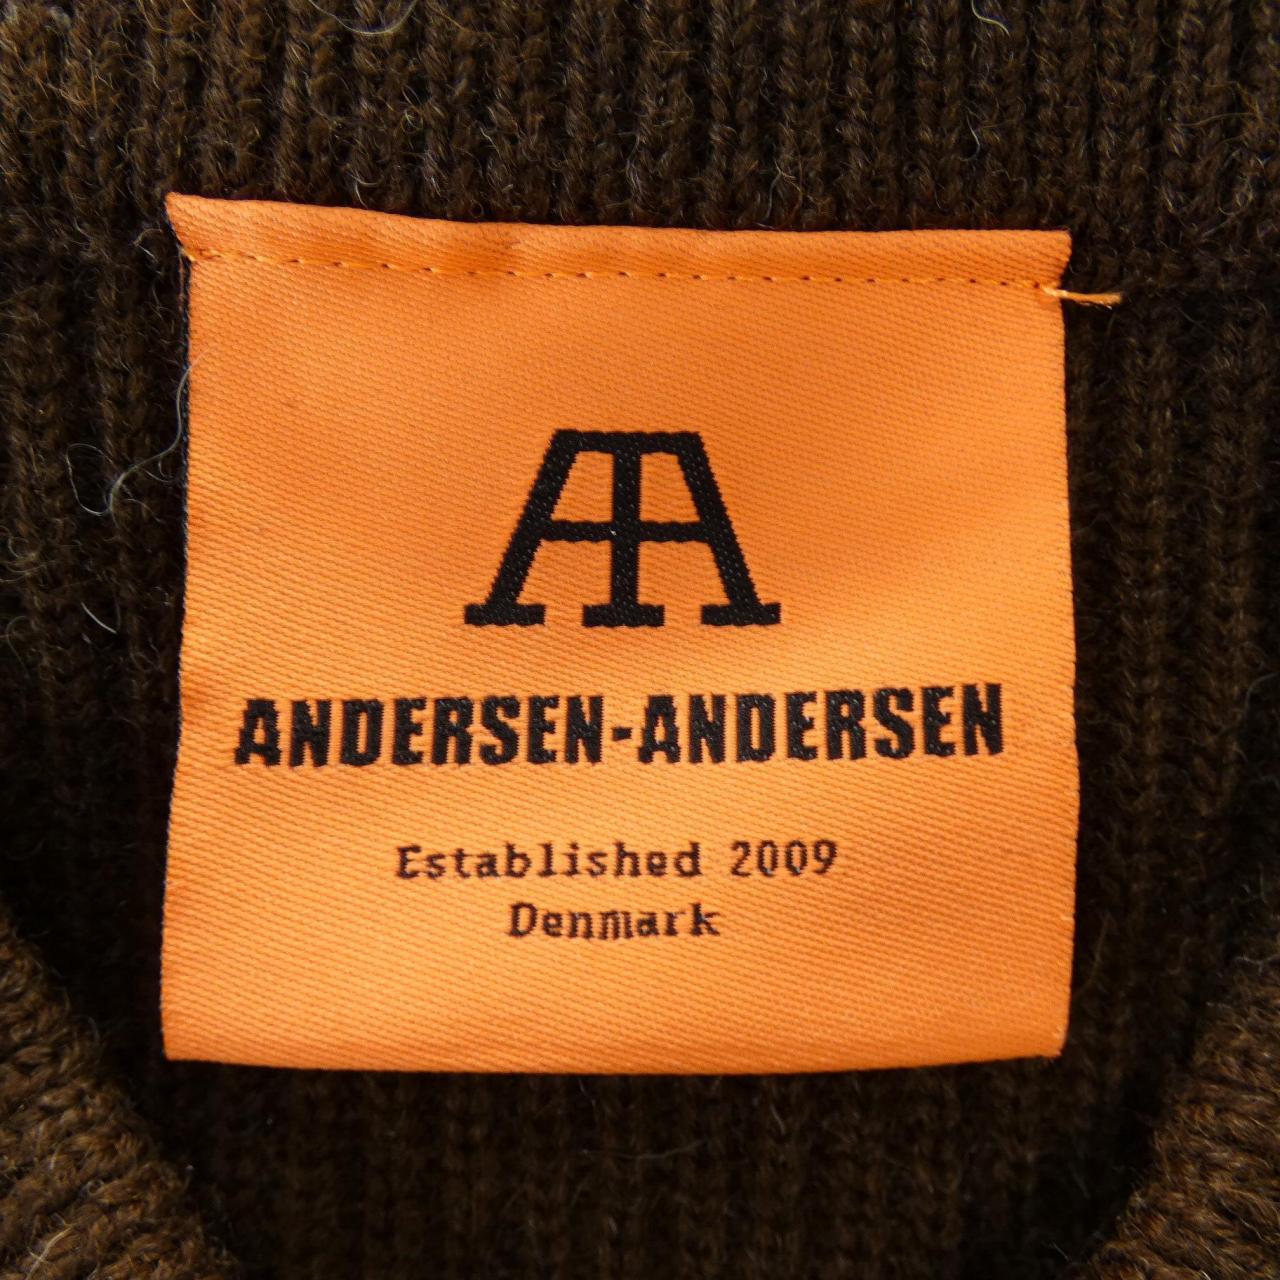 ANDERSEN-ANDERSEN
Established 2009
Denmark